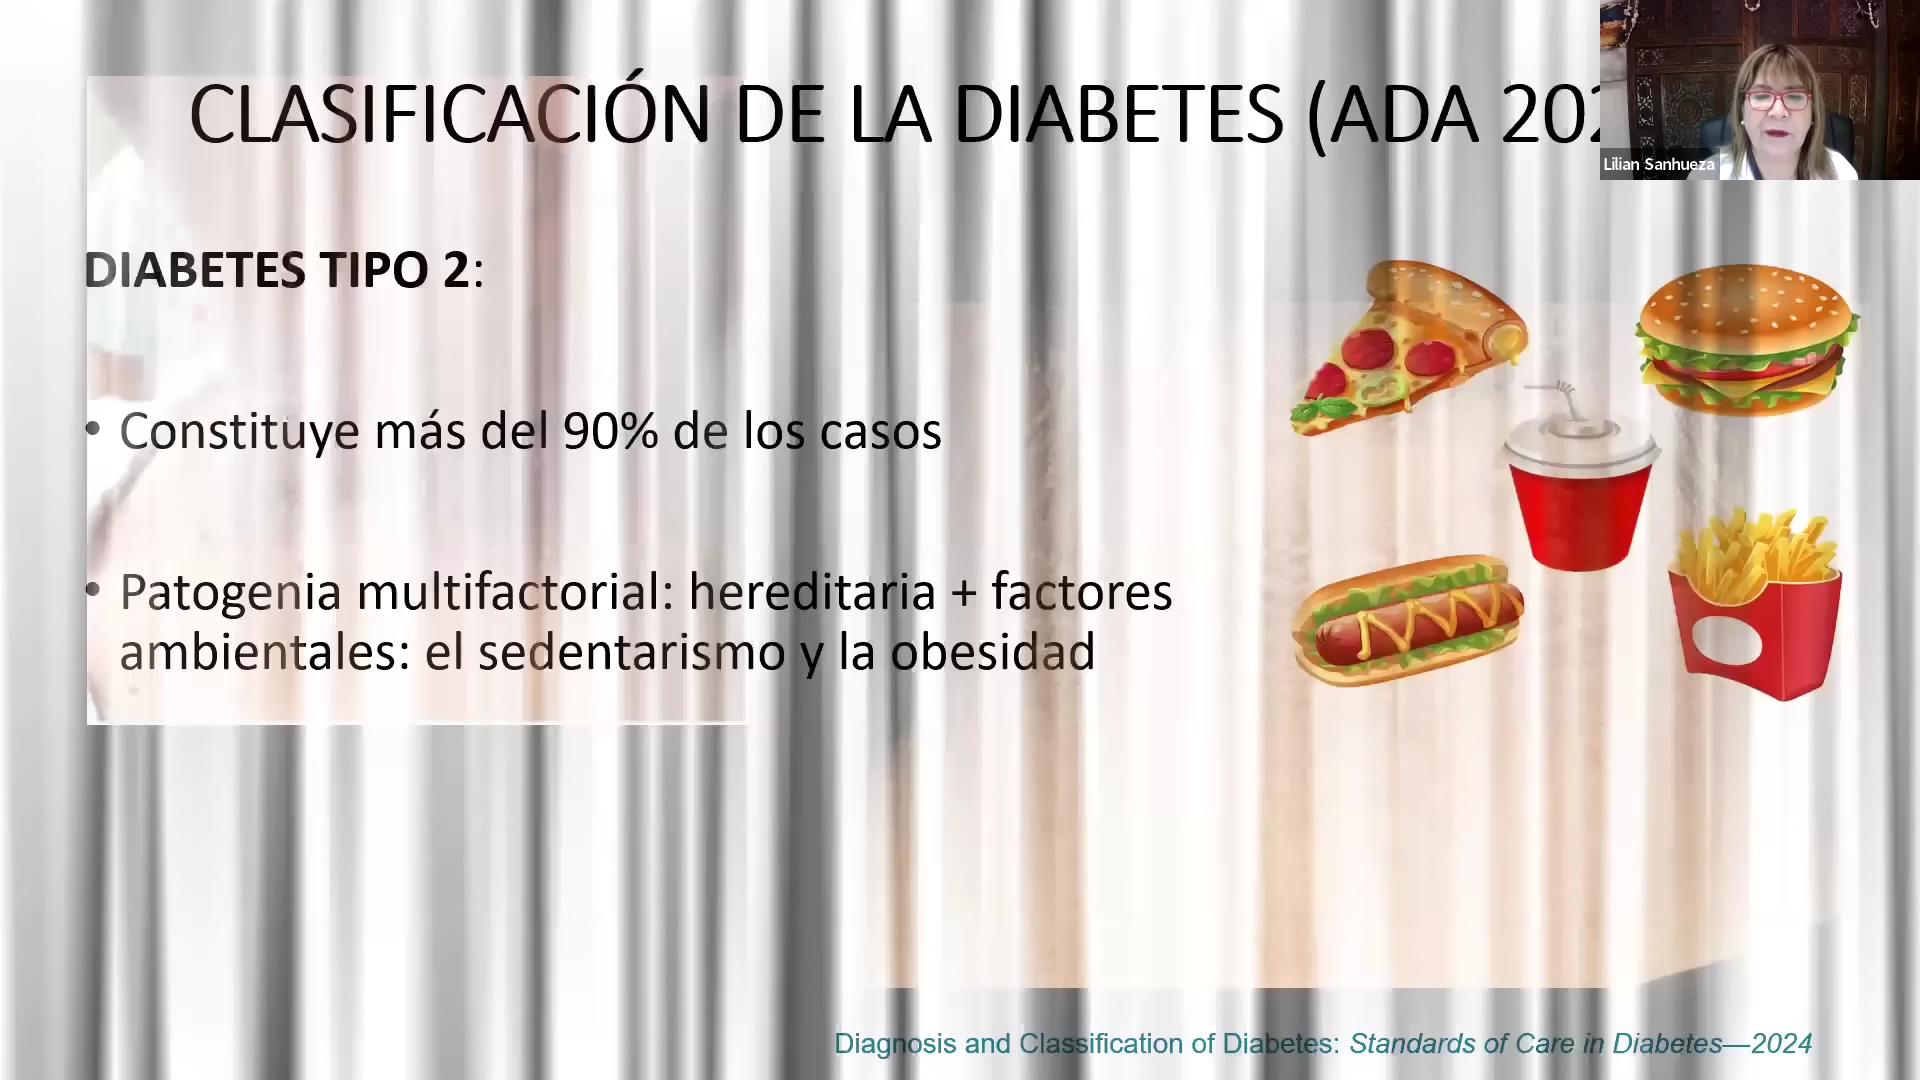 CLASIFICACIÓN DE LA DIABETES (ADA 202
Lilian Sanhueza
DIABETES TIPO 2:
• Constituye más del 90% de los casos
• Patogenia multifactorial: hereditaria + factores
ambientales: el sedentarismo y la obesidad
Diagnosis and Classification of Diabetes: Standards of Care in Diabetes—2024